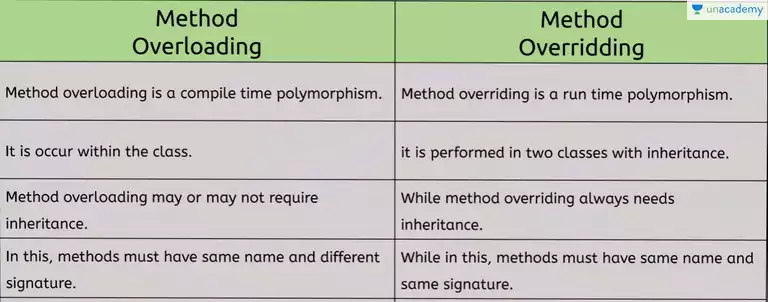 Method
Overloading
Method
Overridding
unacademy
Method overloading is a compile time polymorphism.
Method overriding is a run time polymorphism.
It is occur within the class.
it is performed in two classes with inheritance.
Method overloading may or may not require
inheritance.
While method overriding always needs
inheritance.
In this, methods must have same name and different
signature.
While in this, methods must have same name and
same signature.